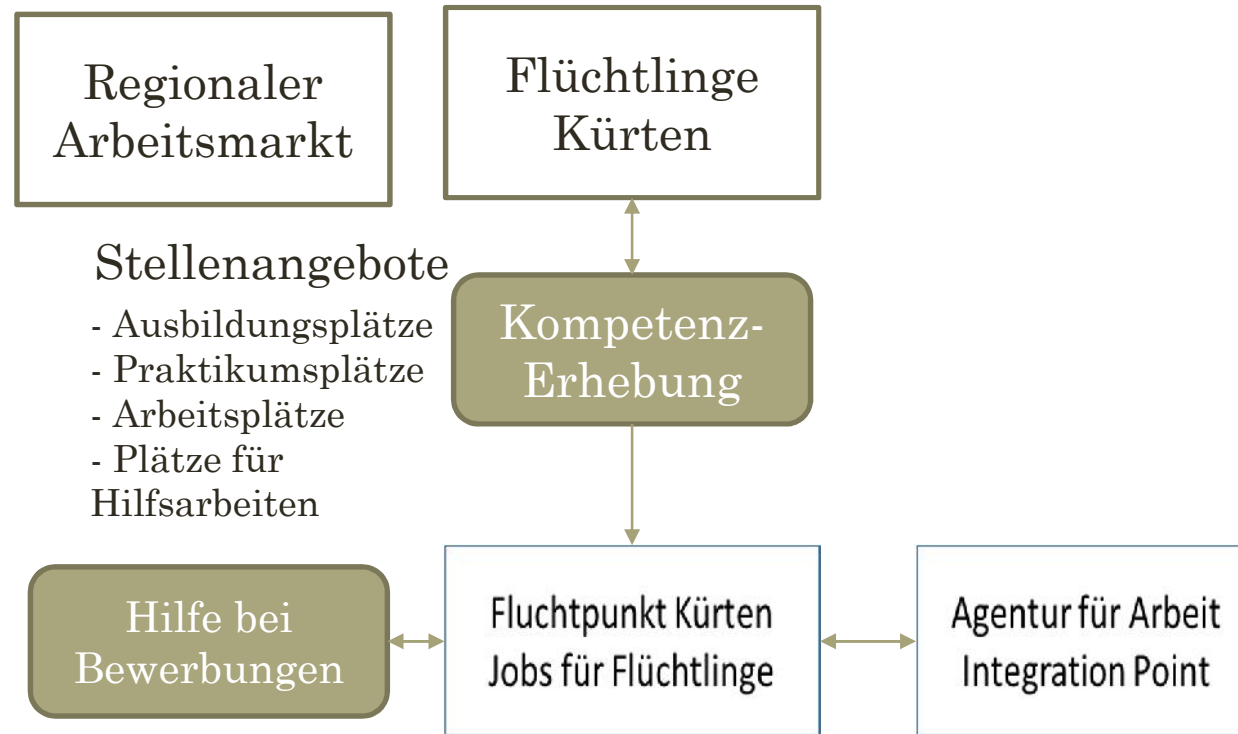 Regionaler
Arbeitsmarkt
Flüchtlinge
Kürten
Stellenangebote
- Ausbildungsplätze
- Praktikumsplätze
- Arbeitsplätze
- Plätze für
Hilfsarbeiten
Kompetenz-
Erhebung
Hilfe bei
Bewerbungen
Fluchtpunkt Kürten
Jobs für Flüchtlinge
Agentur für Arbeit
Integration Point